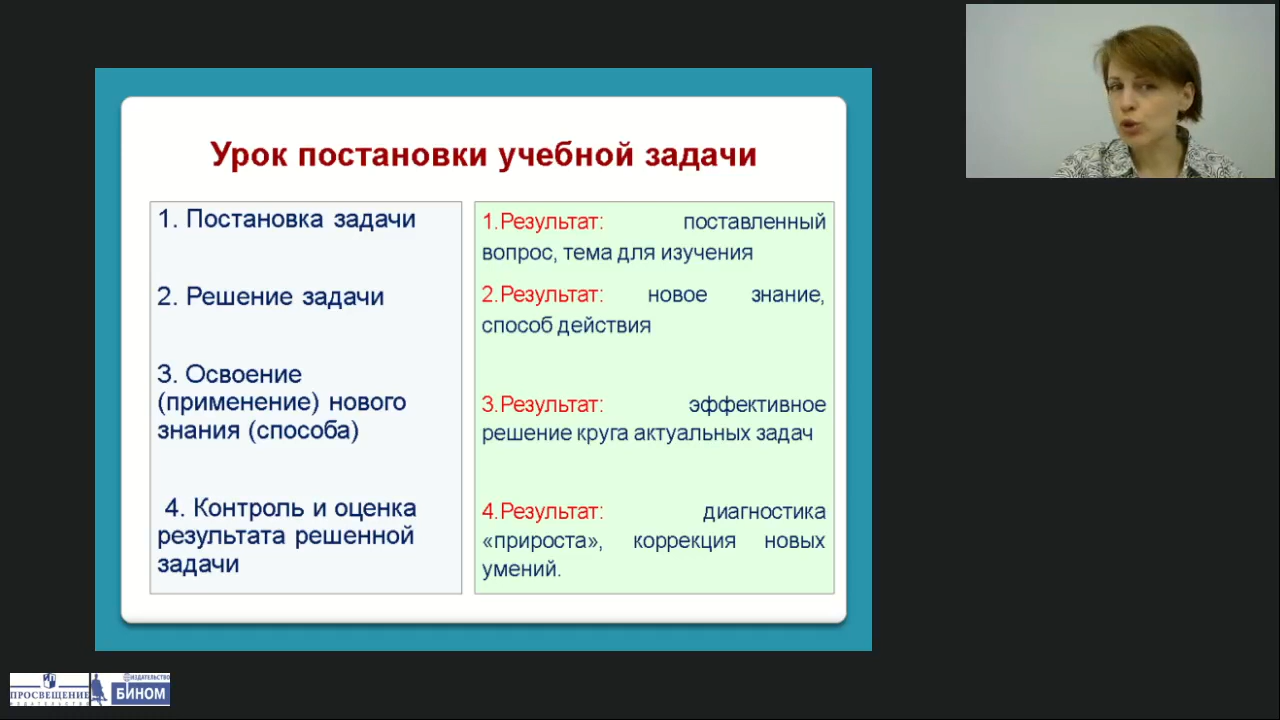 Урок постановки учебной задачи
1. Постановка задачи
2. Решение задачи
3. Освоение
(применение) нового
знания (способа)
4. Контроль и оценка
результата решенной
задачи
1.Результат: поставленный
вопрос, тема для изучения
2.Результат: новое знание,
способ действия
3.Результат: эффективное
решение круга актуальных задач
4.Результат: диагностика
«прироста», коррекция новых
умений.
ПРОСВЕЩЕНИЕ
ИЗДАТЕЛЬСТВО
ИЗДАТЕЛЬСТВО
БИНОМ